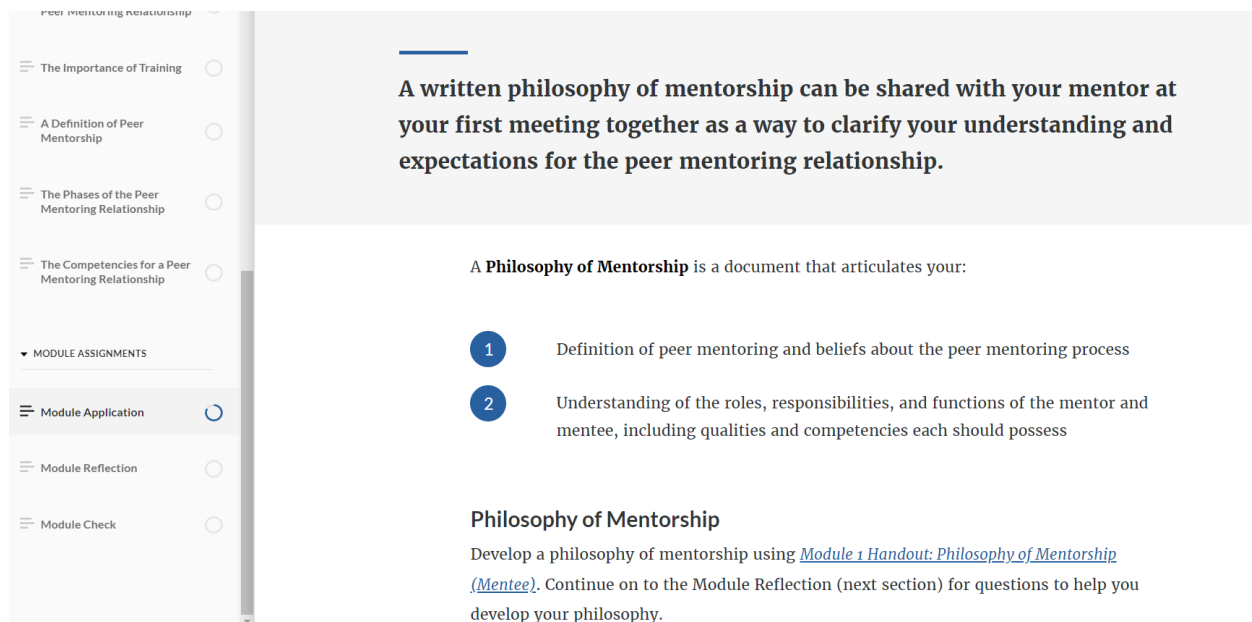 Peer Mentoring Relationship
The Importance of Training
A Definition of Peer
Mentorship
The Phases of the Peer
Mentoring Relationship
The Competencies for a Peer
Mentoring Relationship
MODULE ASSIGNMENTS
Module Application
Module Reflection
Module Check
A written philosophy of mentorship can be shared with your mentor at
your first meeting together as a way to clarify your understanding and
expectations for the peer mentoring relationship.
A Philosophy of Mentorship is a document that articulates your:
1 Definition of peer mentoring and beliefs about the peer mentoring process
2 Understanding of the roles, responsibilities, and functions of the mentor and
mentee, including qualities and competencies each should possess
Philosophy of Mentorship
Develop a philosophy of mentorship using Module 1 Handout: Philosophy of Mentorship
(Mentee). Continue on to the Module Reflection (next section) for questions to help you
develop your philosophy.